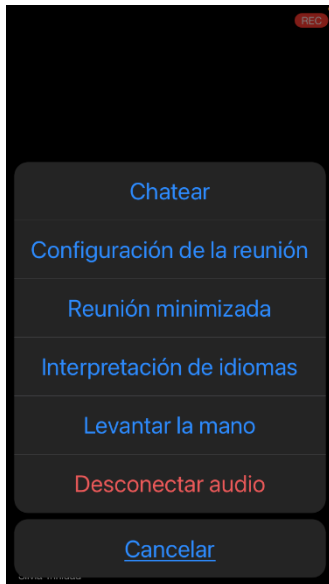 REC
Chatear
Configuración de la reunión
Reunión minimizada
Interpretación de idiomas
Levantar la mano
Desconectar audio
Cancelar